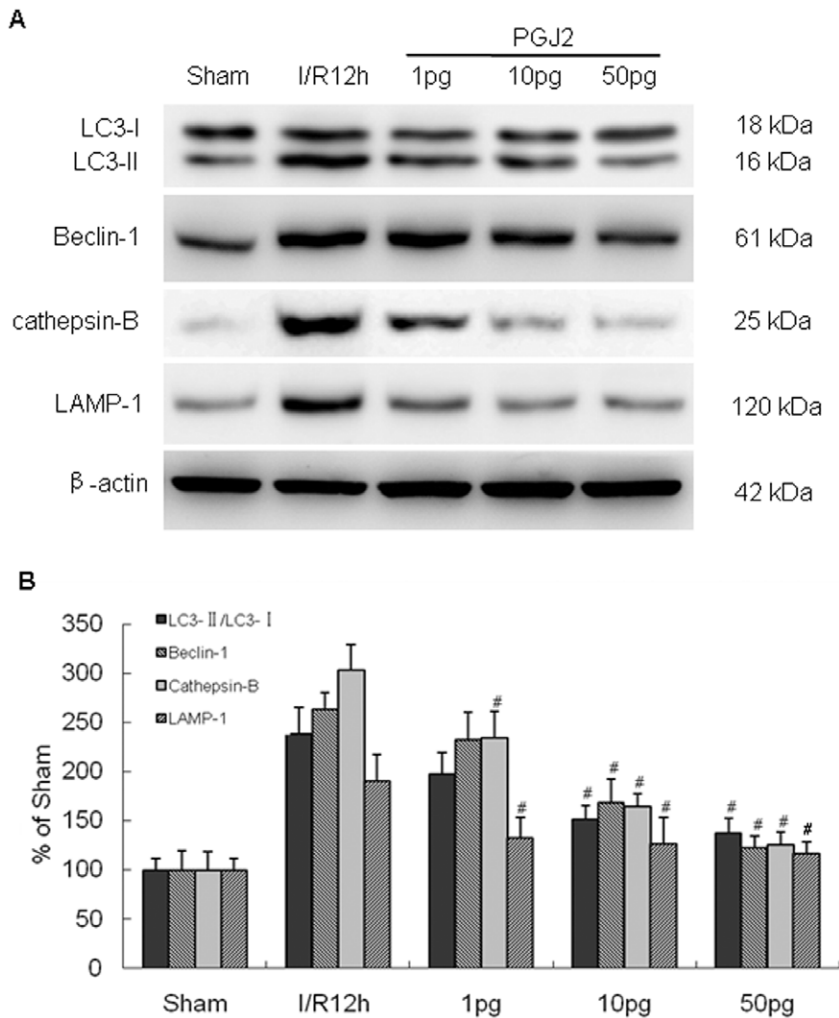 A
PGJ2
Sham I/R12h 1pg 10pg 50pg
LC3-I 18 kDa
LC3-II 16 kDa
Beclin-1 61 kDa
cathepsin-B 25 kDa
LAMP-1 120 kDa
β-actin 42 kDa
B
350
300
250
200
150
100
50
0
% of Sham
LC3-Ⅱ/LC3-Ⅰ
Beclin-1
Cathepsin-B
LAMP-1
# #
# # # #
# # # #
Sham I/R12h 1pg 10pg 50pg